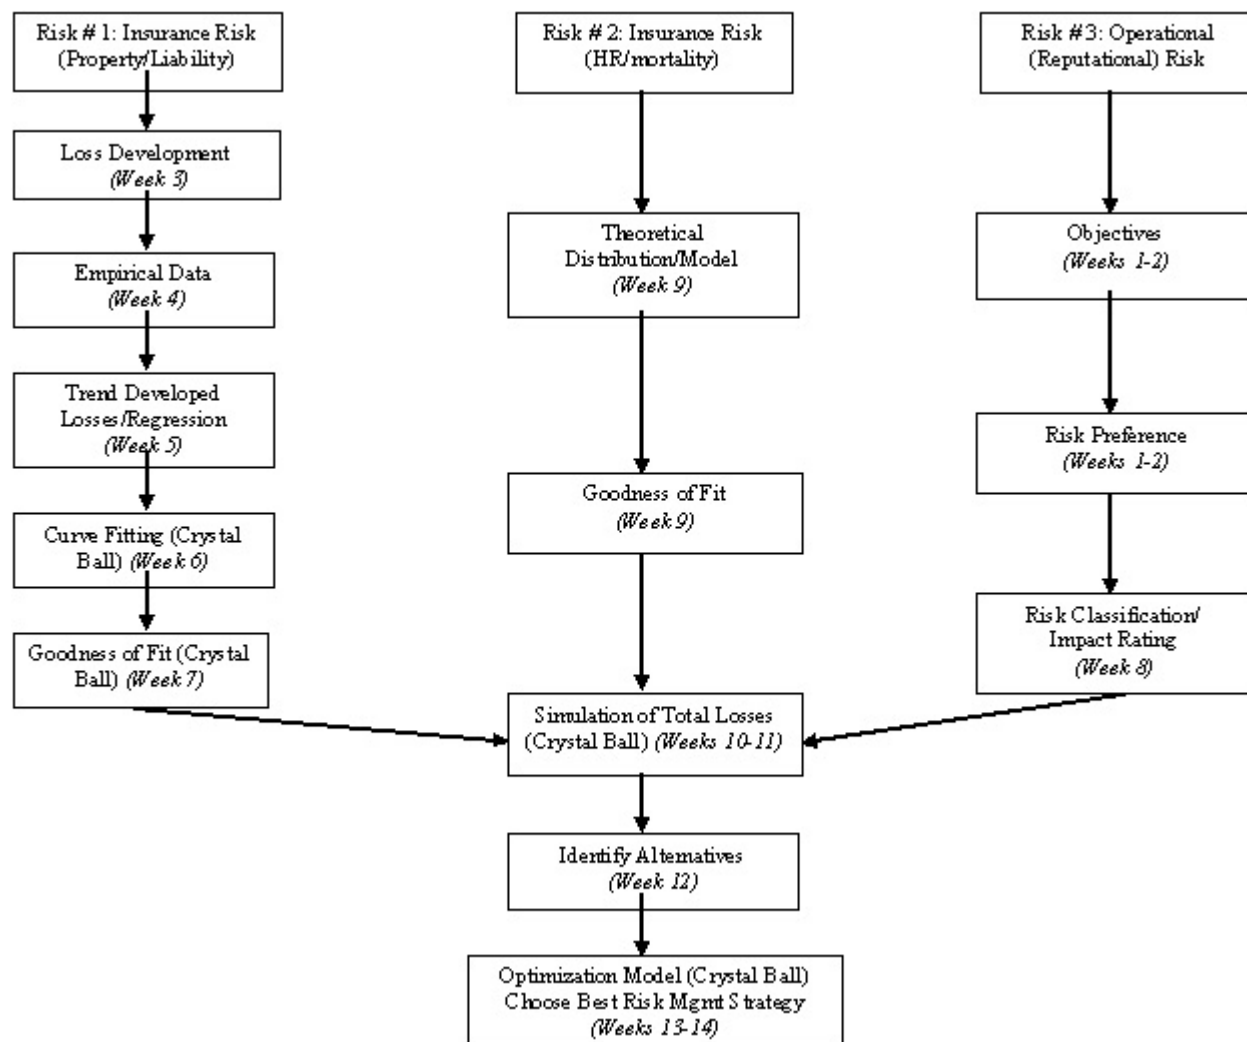 Risk # 1: Insurance Risk
(Property/Liability)
Loss Development
(Week 3)
Empirical Data
(Week 4)
Trend Developed
Losses/Regression
(Week 5)
Curve Fitting (Crystal
Ball) (Week 6)
Goodness of Fit (Crystal
Ball) (Week 7)
Risk # 2: Insurance Risk
(HR/mortality)
Theoretical
Distribution/Model
(Week 9)
Goodness of Fit
(Week 9)
Risk # 3: Operational
(Reputational) Risk
Objectives
(Weeks 1-2)
Risk Preference
(Weeks 1-2)
Risk Classification/
Impact Rating
(Week 8)
Simulation of Total Losses
(Crystal Ball) (Weeks 10-11)
Identify Alternatives
(Week 12)
Optimization Model (Crystal Ball)
Choose Best Risk Mgmt Strategy
(Weeks 13-14)